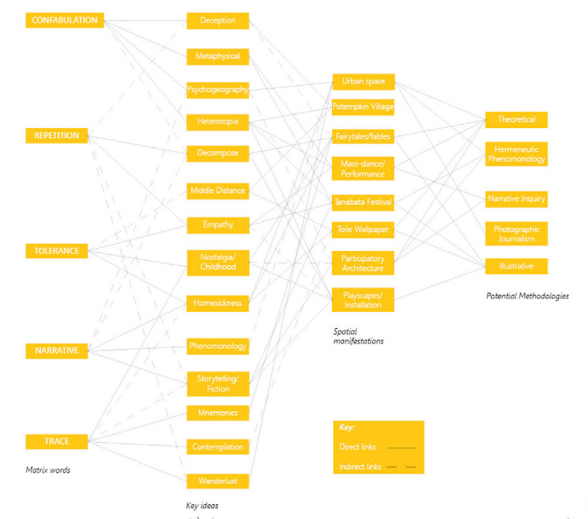 CONFABULATION
REPETITION
TOLERANCE
NARRATIVE
TRACE
Matrix words
Deception
Metaphysical
Psychogeography
Heterotopia
Decompose
Middle Distance
Empathy
Nostalgia/
Childhood
Homesickness
Phenomonology
Storytelling/
Fiction
Mnemonics
Contemplation
Wanderlust
Key ideas
Urban space
Potempkin Village
Fairytales/fables
Mass-dance/
Performance
Tanabata Festival
Toile Wallpaper
Participatory
Architecture
Playscapes/
Installation
Spatial
manifestations
Theoretical
Hermeneutic
Phenomonology
Narrative Inquiry
Photographic
Journalism
Illustrative
Potential Methodologies
Key:
Direct links
Indirect links